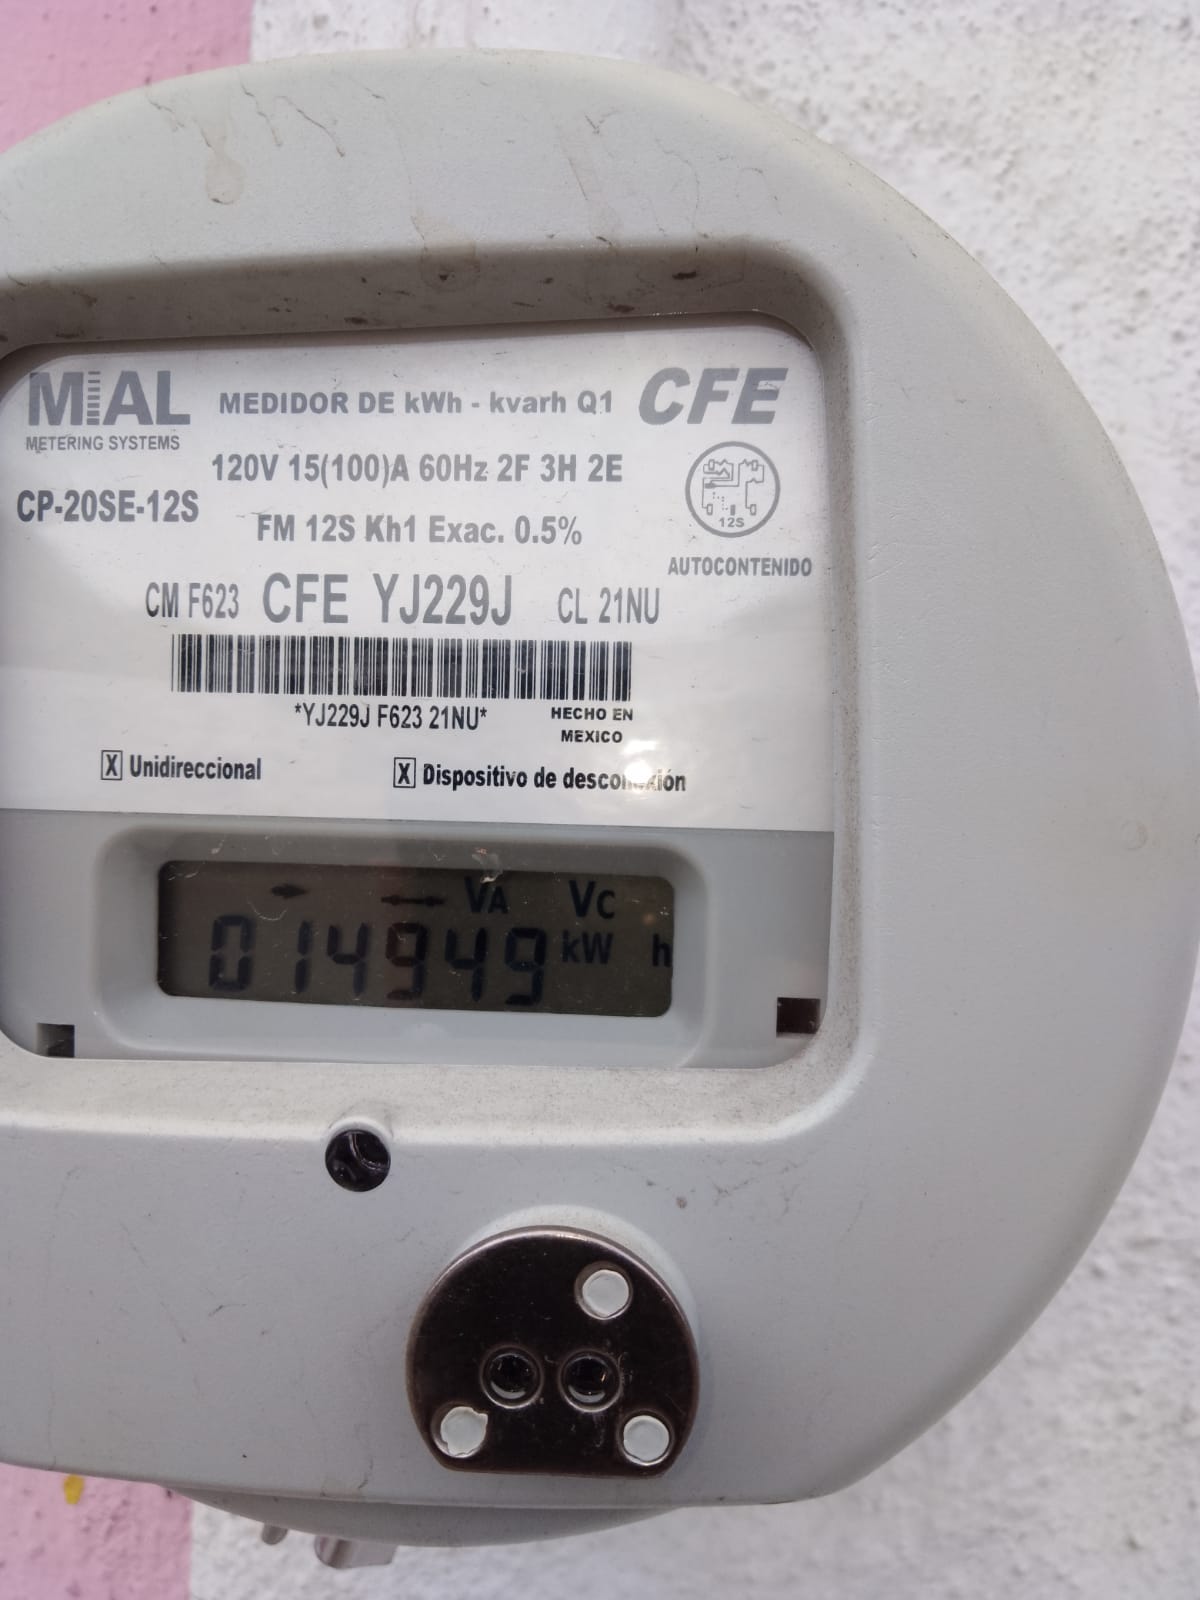 MIAL
METERING SYSTEMS
MEDIDOR DE kWh - kvarh Q1
CFE
120V 15(100)A 60Hz 2F 3H 2E
CP-20SE-12S
FM 12S Kh1 Exac. 0.5%
12S
AUTOCONTENIDO
CM F623 CFE YJ229J CL 21NU
*YJ229J F623 21NU*
HECHO EN
MEXICO
X Unidireccional
X Dispositivo de desconexión
VA VC
014949 kW h